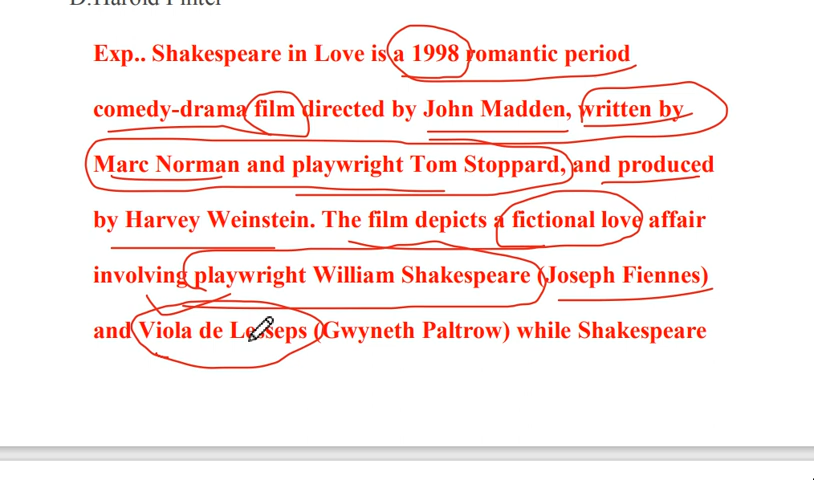 D.Harold Pinter
Exp.. Shakespeare in Love is a 1998 romantic period
comedy-drama film directed by John Madden, written by
Marc Norman and playwright Tom Stoppard, and produced
by Harvey Weinstein. The film depicts a fictional love affair
involving playwright William Shakespeare (Joseph Fiennes)
and Viola de Lesseps (Gwyneth Paltrow) while Shakespeare